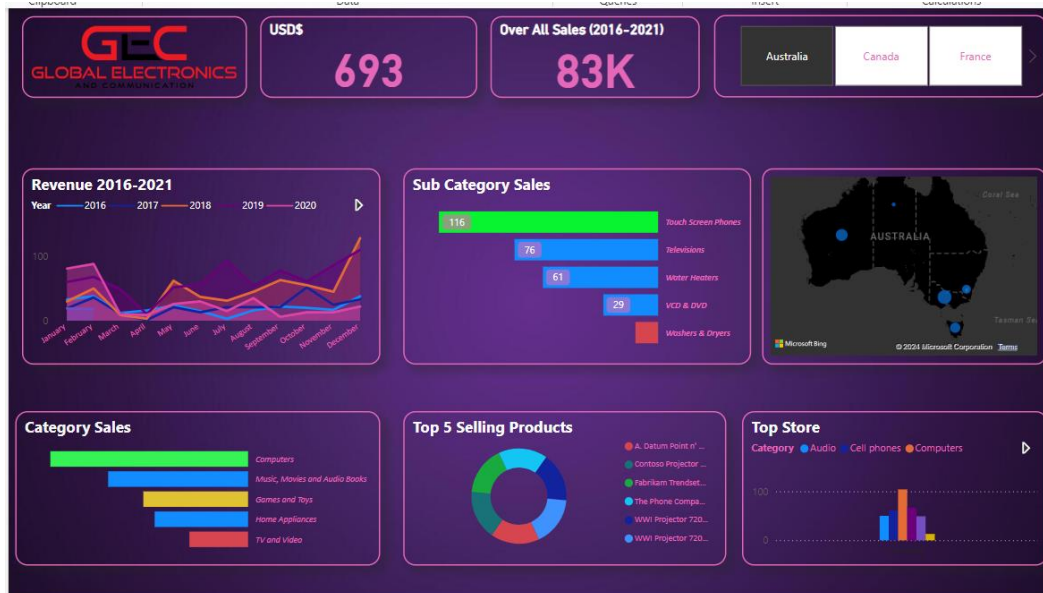 Clipboard
Data
Queries
Insert
Calculations
GEC
GLOBAL ELECTRONICS
AND COMMUNICATION
USD$
693
Over All Sales (2016-2021)
83K
Australia
Canada
France
Revenue 2016-2021
Year 2016 2017 2018 2019 2020
100
0
January
February
March
April
May
June
July
August
September
October
November
December
Sub Category Sales
116
Touch Screen Phones
76
Televisions
61
Water Heaters
29
VCD & DVD
Washers & Dryers
Coral Sea
AUSTRALIA
Tasman Se
Microsoft Bing
© 2024 Microsoft Corporation Terms
Category Sales
Computers
Music, Movies and Audio Books
Games and Toys
Home Appliances
TV and Video
Top 5 Selling Products
A. Datum Point n' ...
Contoso Projector ...
Fabrikam Trendset...
The Phone Compa...
WWI Projector 720...
WWI Projector 720...
Top Store
Category Audio Cell phones Computers
100
0